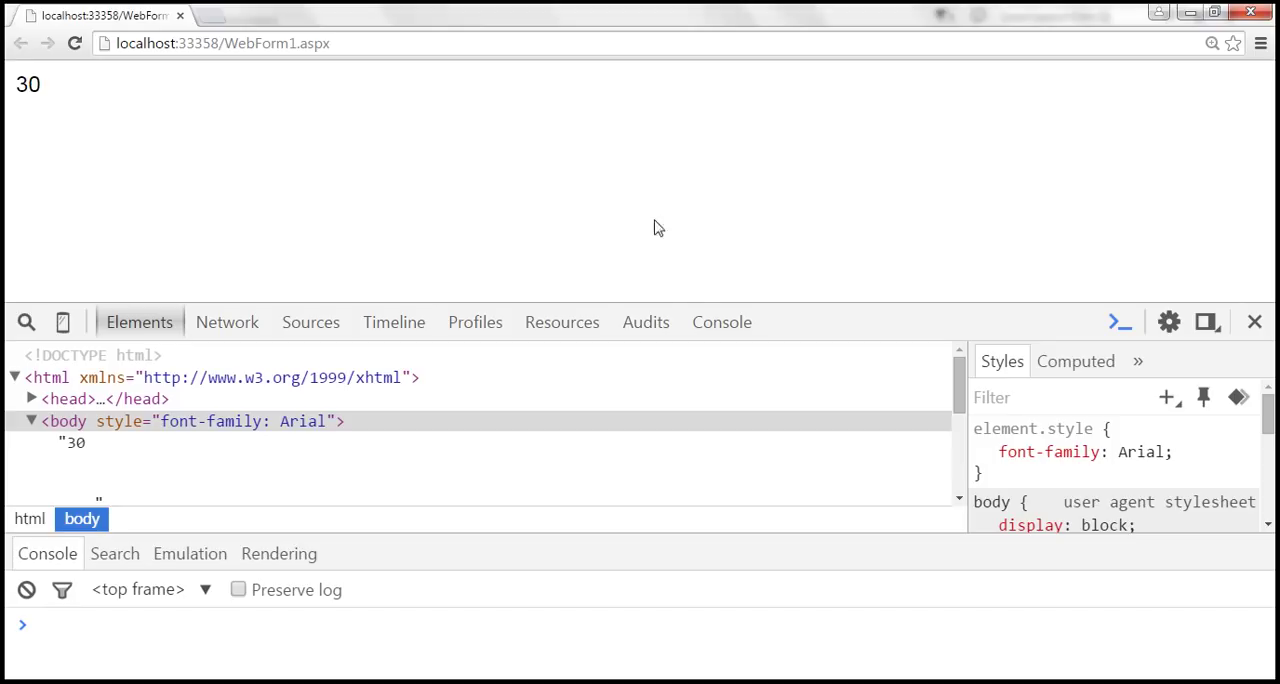 localhost:33358/WebForm
localhost:33358/WebForm1.aspx
30
Elements Network Sources Timeline Profiles Resources Audits Console
<!DOCTYPE html>
<html xmlns="http://www.w3.org/1999/xhtml">
<head>…</head>
<body style="font-family: Arial">
"30
"
html body
Styles Computed »
Filter
element.style {
font-family: Arial;
}
body { user agent stylesheet
display: block;
Console Search Emulation Rendering
<top frame> Preserve log